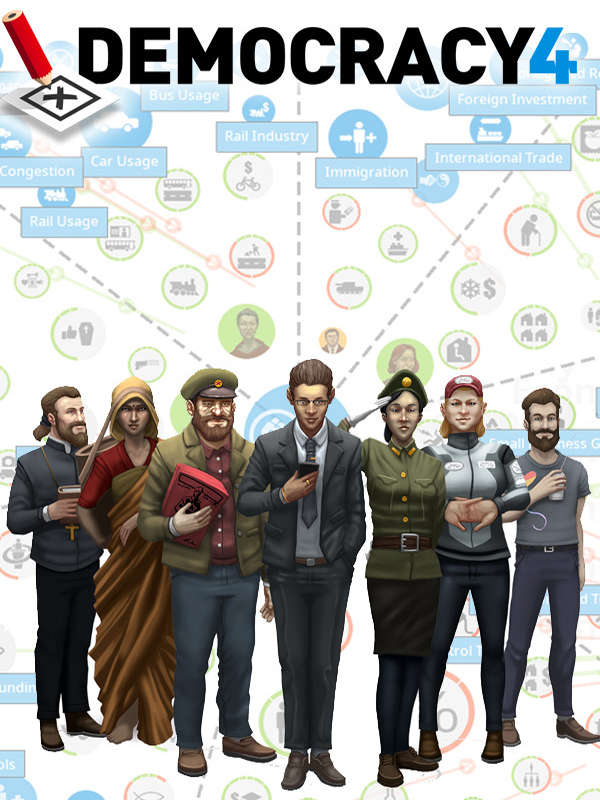 DEMOCRACY4
Bus Usage
Foreign Investment
Rail Industry
Congestion
Car Usage
International Trade
Immigration
Rail Usage